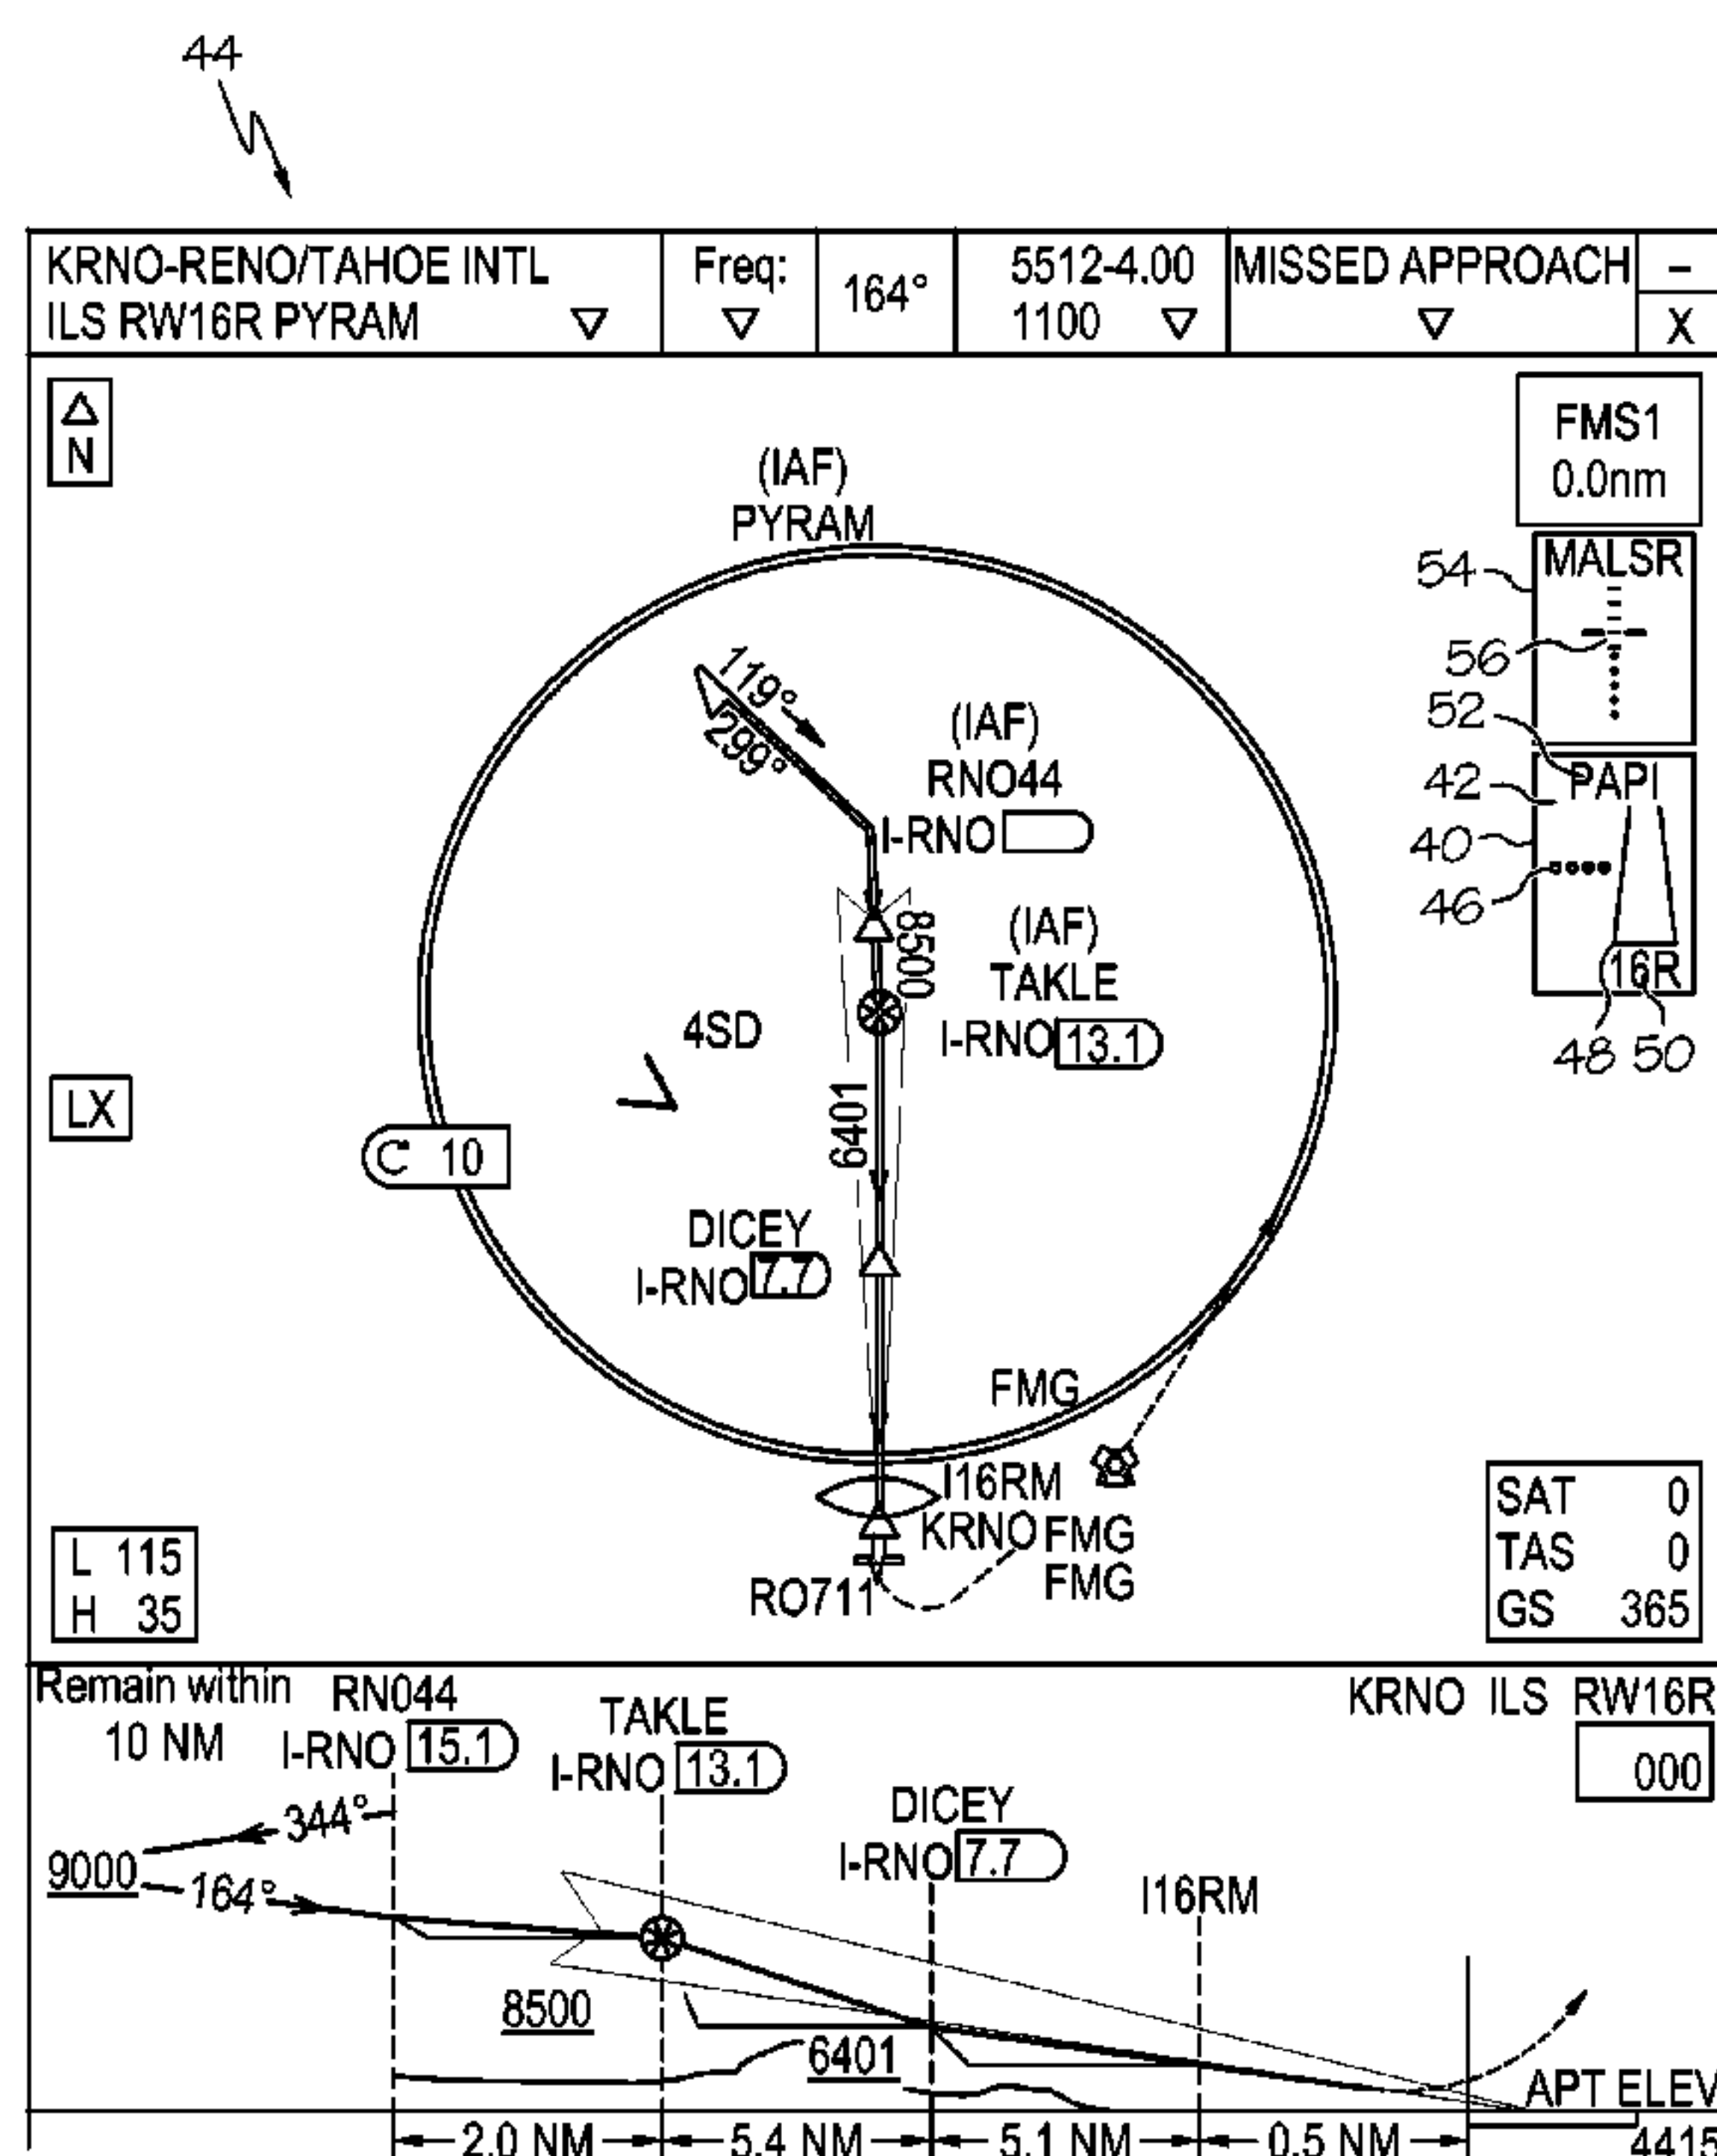 44
KRNO-RENO/TAHOE INTL
ILS RW16R PYRAM
Freq:
164°
5512-4.00
1100
MISSED APPROACH
–
X
N
FMS1
0.0nm
(IAF)
PYRAM
54
MALSR
56
52
119°
299°
(IAF)
RNO44
I-RNO
42
PAPI
40
46
8500
(IAF)
TAKLE
I-RNO 13.1
16R
48 50
4SD
LX
6401
10
DICEY
I-RNO 7.7
FMG
I16RM
KRNO FMG
FMG
RO711
L 115
H 35
SAT 0
TAS 0
GS 365
Remain within
10 NM
RN044
I-RNO 15.1
TAKLE
I-RNO 13.1
KRNO ILS RW16R
000
DICEY
I-RNO 7.7
344°
9000
164°
I16RM
8500
6401
APT ELEV
2.0 NM 5.4 NM 5.1 NM 0.5 NM 4415